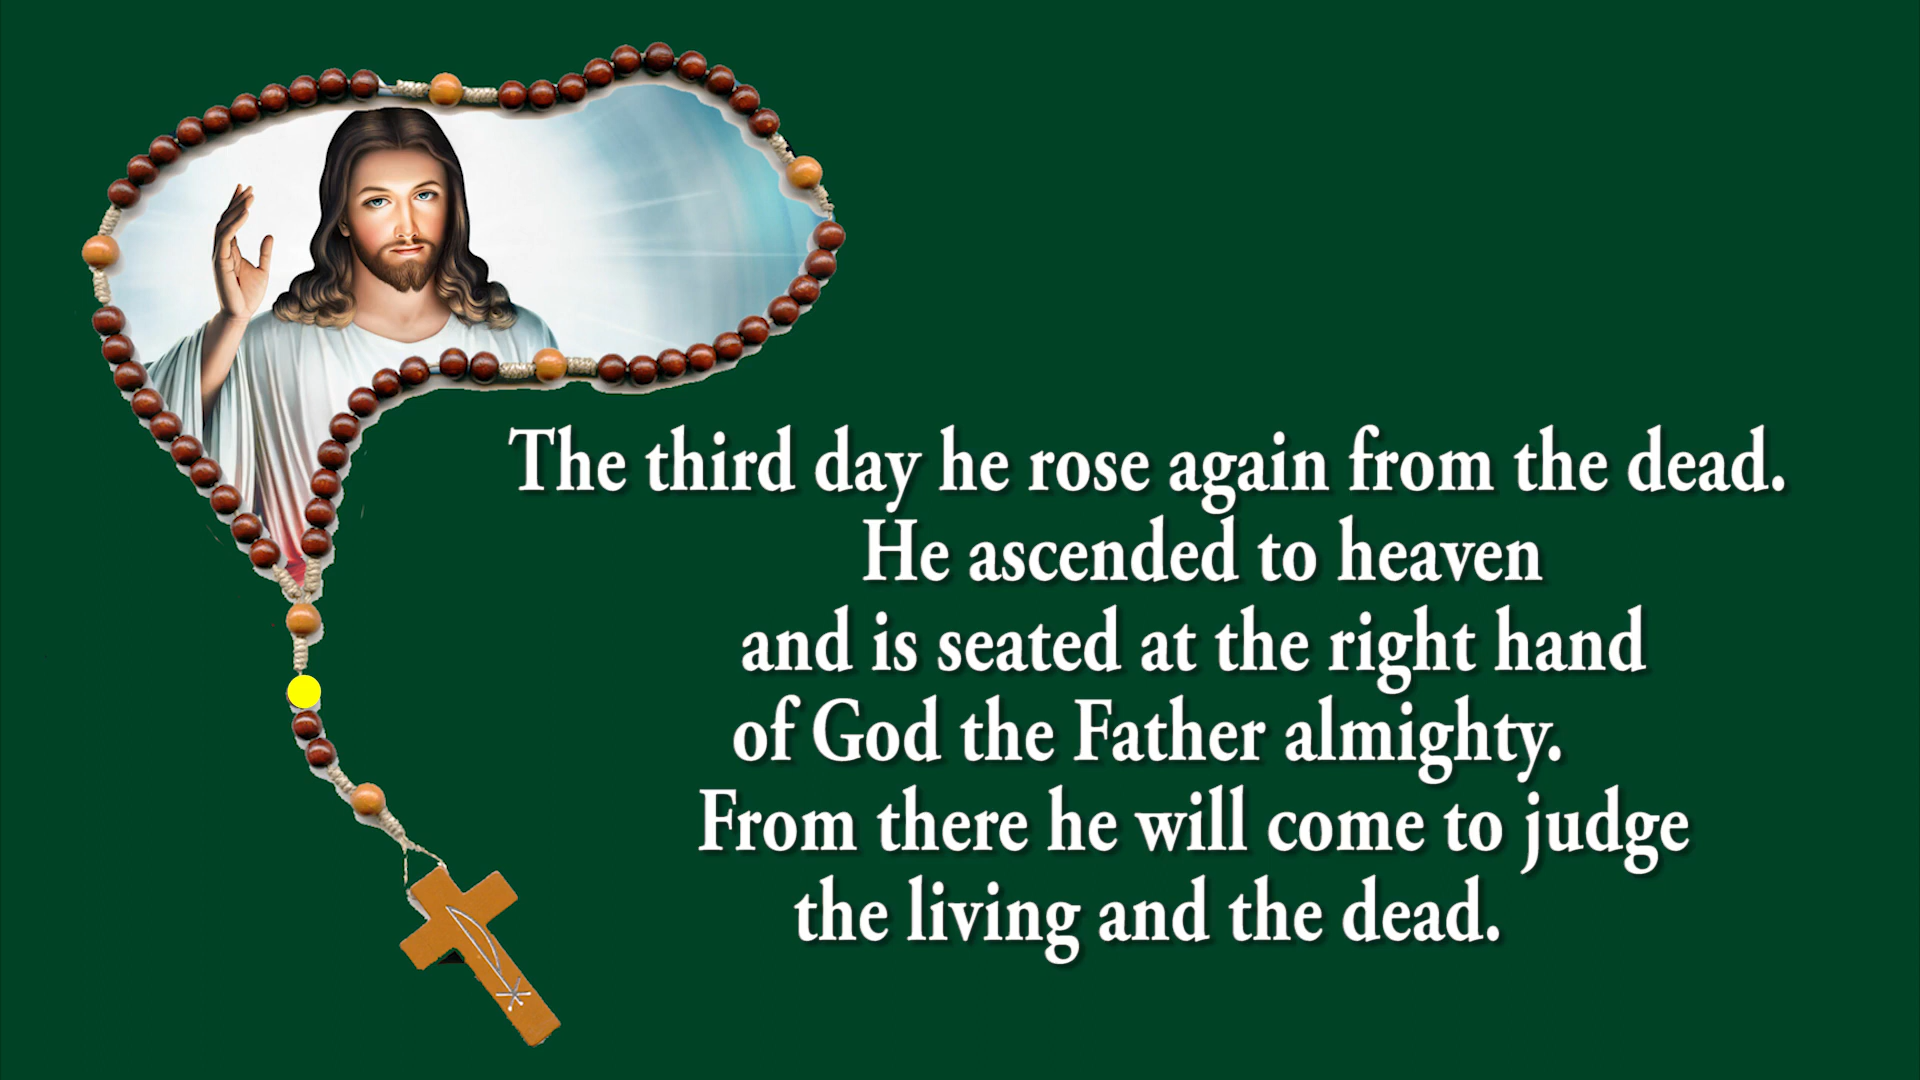 The third day he rose again from the dead.
He ascended to heaven
and is seated at the right hand
of God the Father almighty.
From there he will come to judge
the living and the dead.